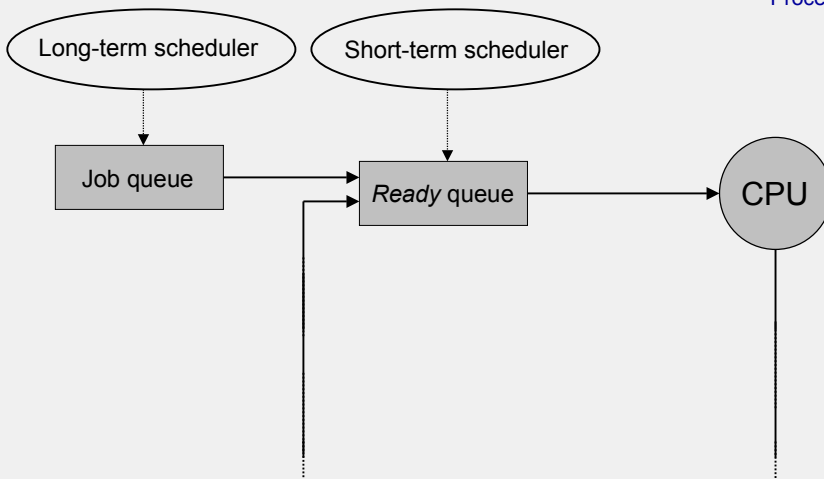 Long-term scheduler
Short-term scheduler
Job queue
Ready queue
CPU